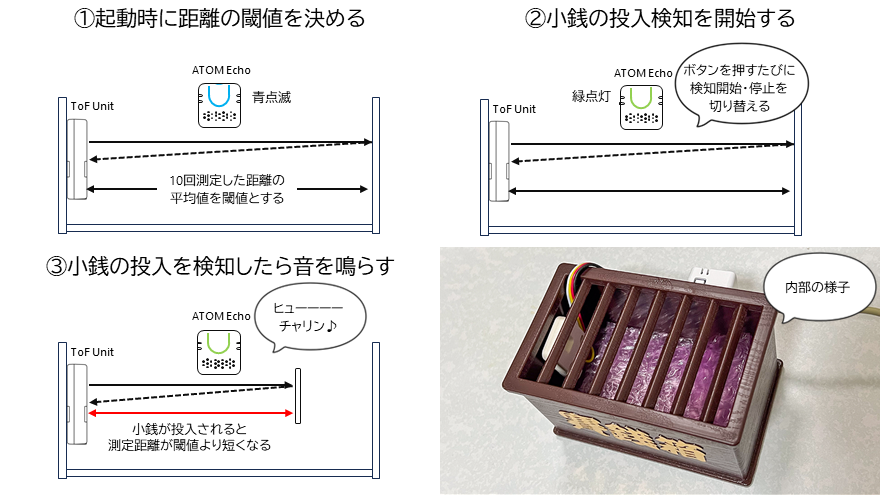 ①起動時に距離の閾値を決める
ATOM Echo
青点滅
ToF Unit
10回測定した距離の
平均値を閾値とする
②小銭の投入検知を開始する
ATOM Echo
緑点灯
ボタンを押すたびに
検知開始・停止を
切り替える
ToF Unit
③小銭の投入を検知したら音を鳴らす
ATOM Echo
ヒューーーー
チャリン♪
ToF Unit
小銭が投入されると
測定距離が閾値より短くなる
内部の様子
賽銭箱